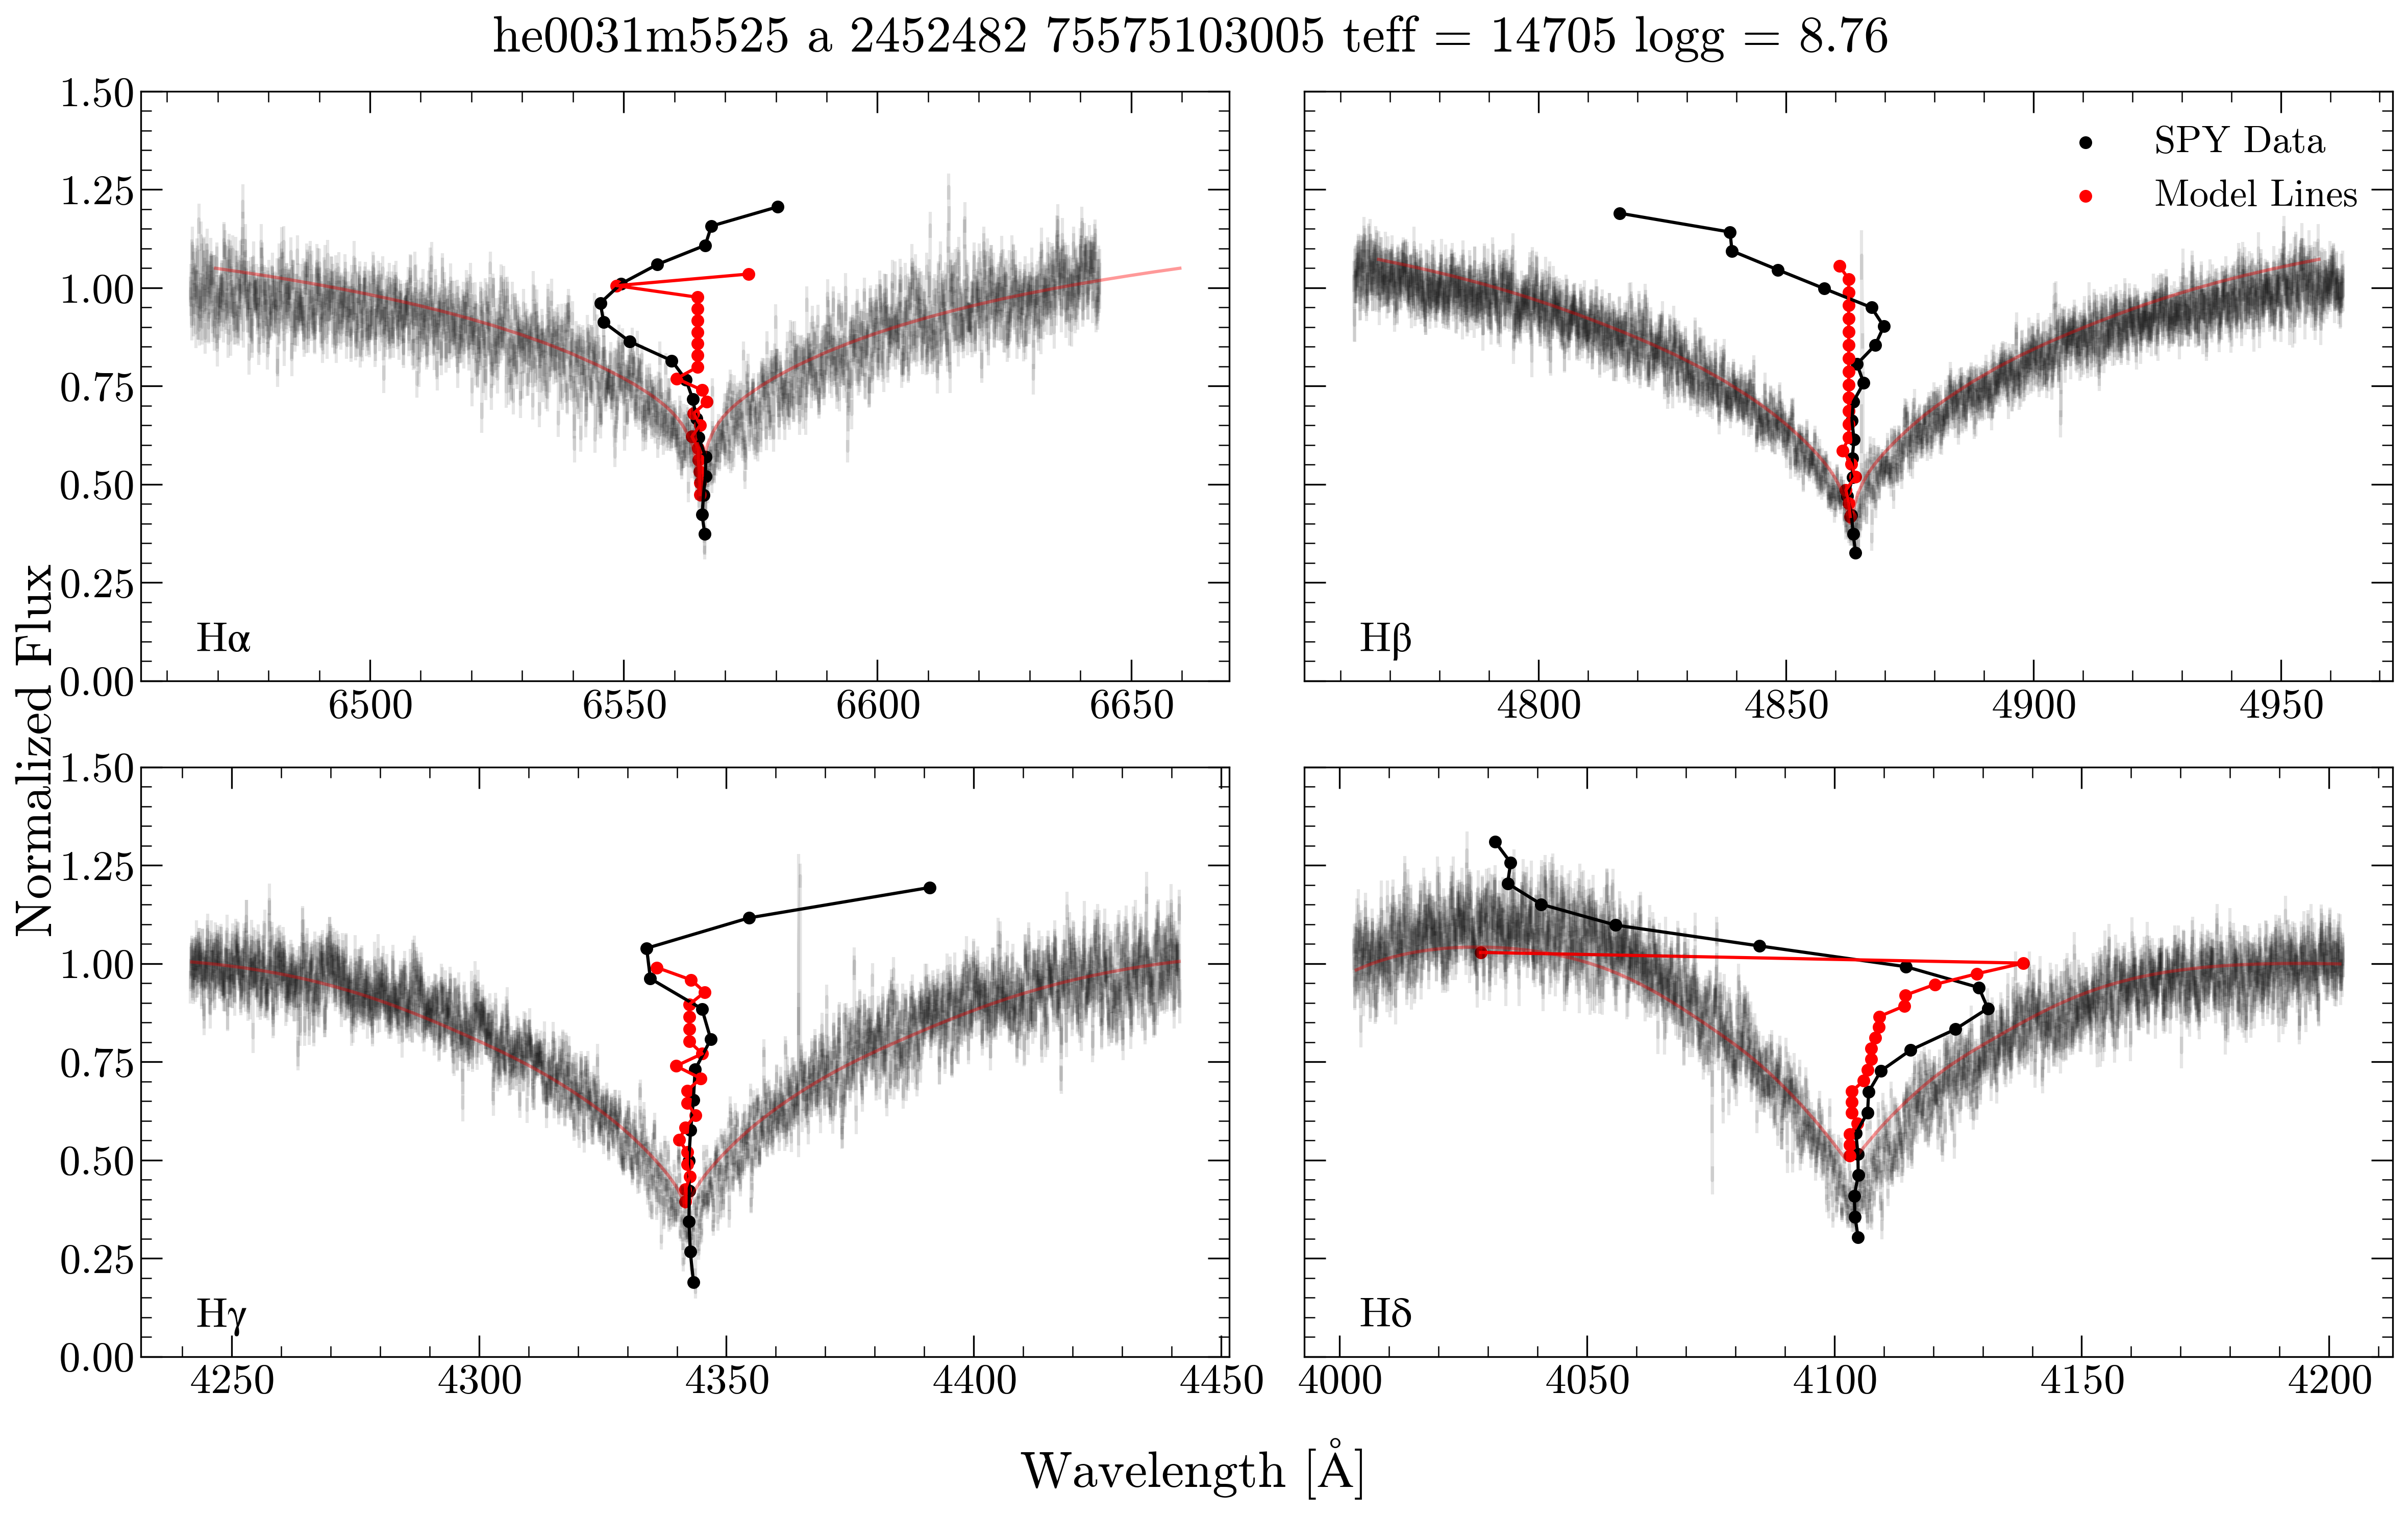 he0031m5525 a 2452482 75575103005 teff = 14705 logg = 8.76
Normalized Flux
1.50
1.25
1.00
0.75
0.50
0.25
0.00
Hα
6500 6550 6600 6650
SPY Data
Model Lines
Hβ
4800 4850 4900 4950
1.50
1.25
1.00
0.75
0.50
0.25
0.00
Hγ
4250 4300 4350 4400 4450
Hδ
4000 4050 4100 4150 4200
Wavelength [Å]